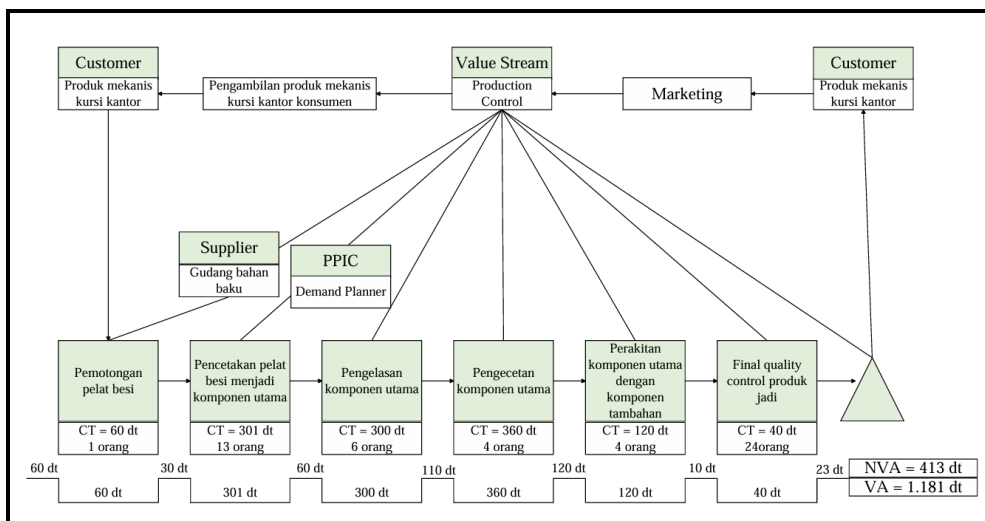 Customer
Produk mekanis
kursi kantor
Pengambilan produk mekanis
kursi kantor konsumen
Value Stream
Production
Control
Marketing
Customer
Produk mekanis
kursi kantor
Supplier
Gudang bahan
baku
PPIC
Demand Planner
Pemotongan
pelat besi
CT = 60 dt
1 orang
Pencetakan pelat
besi menjadi
komponen utama
CT = 301 dt
13 orang
Pengelasan
komponen utama
CT = 300 dt
6 orang
Pengecetan
komponen utama
CT = 360 dt
4 orang
Perakitan
komponen utama
dengan
komponen
tambahan
CT = 120 dt
4 orang
Final quality
control produk
jadi
CT = 40 dt
24orang
60 dt
30 dt
60 dt
110 dt
120 dt
10 dt
23 dt
NVA = 413 dt
VA = 1.181 dt
60 dt
301 dt
300 dt
360 dt
120 dt
40 dt